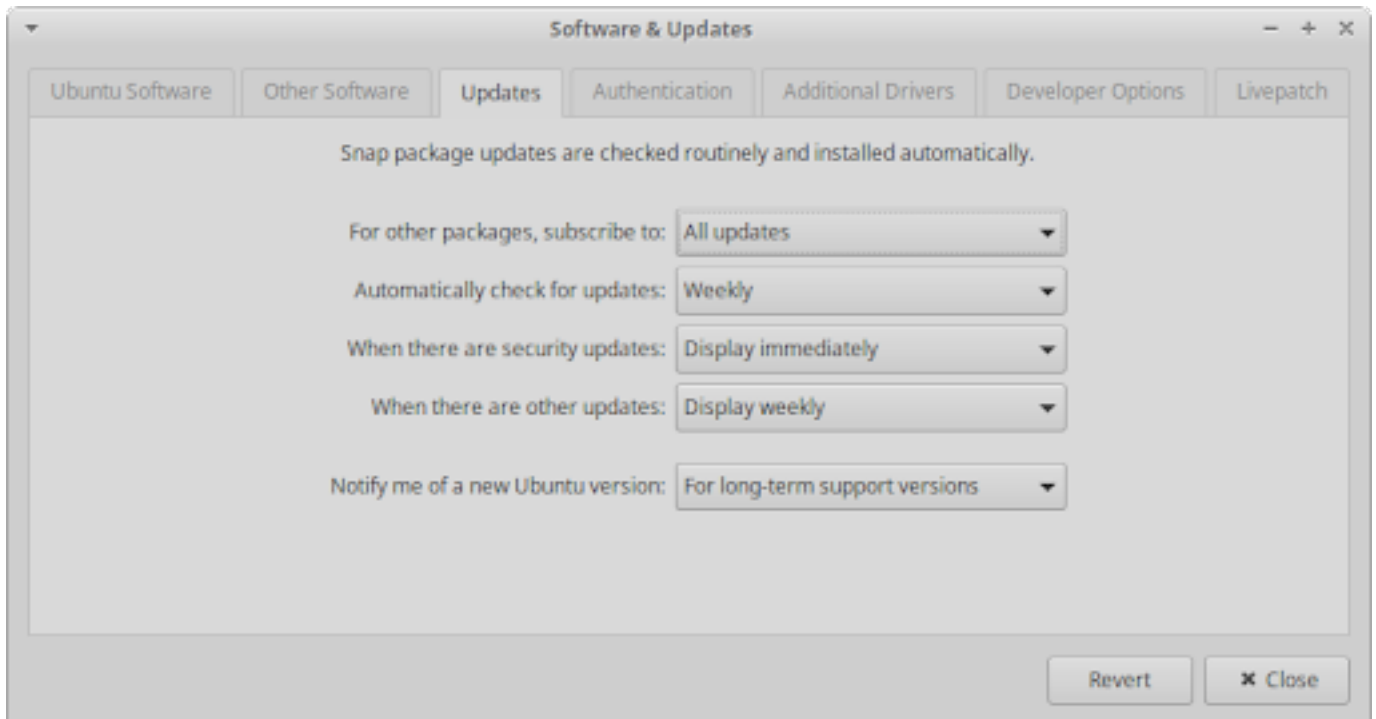 Software & Updates
Ubuntu Software Other Software Updates Authentication Additional Drivers Developer Options Livepatch
Snap package updates are checked routinely and installed automatically.
For other packages, subscribe to: All updates
Automatically check for updates: Weekly
When there are security updates: Display immediately
When there are other updates: Display weekly
Notify me of a new Ubuntu version: For long-term support versions
Revert Close